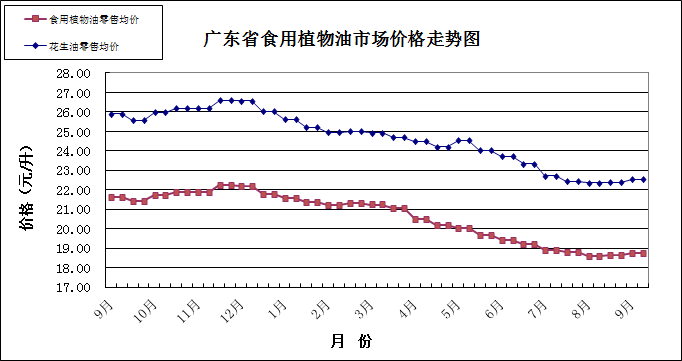 食用植物油零售均价
花生油零售均价
广东省食用植物油市场价格走势图
价格（元/升）
28.00
27.00
26.00
25.00
24.00
23.00
22.00
21.00
20.00
19.00
18.00
17.00
9月 10月 11月 12月 1月 2月 3月 4月 5月 6月 7月 8月 9月
月 份